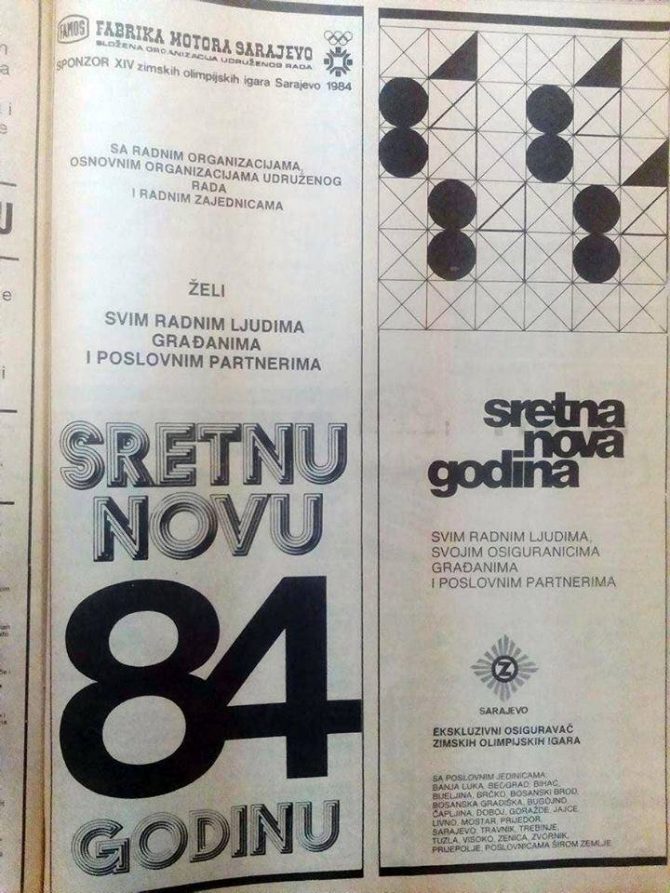 FAMOS
FABRIKA MOTORA SARAJEVO
SLOŽENA ORGANIZACIJA UDRUŽENOG RADA
SPONZOR XIV zimskih olimpijskih igara Sarajevo 1984
SA RADNIM ORGANIZACIJAMA,
OSNOVNIM ORGANIZACIJAMA UDRUŽENOG
RADA
I RADNIM ZAJEDNICAMA
ŽELI
SVIM RADNIM LJUDIMA
GRAĐANIMA
I POSLOVNIM PARTNERIMA
SRETNU
NOVU
84
GODINU
sretna
nova
godina
SVIM RADNIM LJUDIMA,
SVOJIM OSIGURANICIMA
GRAĐANIMA
I POSLOVNIM PARTNERIMA
Z
SARAJEVO
EKSKLUZIVNI OSIGURAVAČ
ZIMSKIH OLIMPIJSKIH IGARA
SA POSLOVNIM JEDINICAMA:
BANJA LUKA, BEOGRAD, BIHAĆ,
BIJELJINA, BRČKO, BOSANSKI BROD,
BOSANSKA GRADIŠKA, BUGOJNO,
ČAPLJINA, DOBOJ, GORAŽDE, JAJCE,
LIVNO, MOSTAR, PRIJEDOR,
SARAJEVO, TRAVNIK, TREBINJE,
TUZLA, VISOKO, ZENICA, ZVORNIK,
PRIJEPOLJE, POSLOVNICAMA ŠIROM ZEMLJE